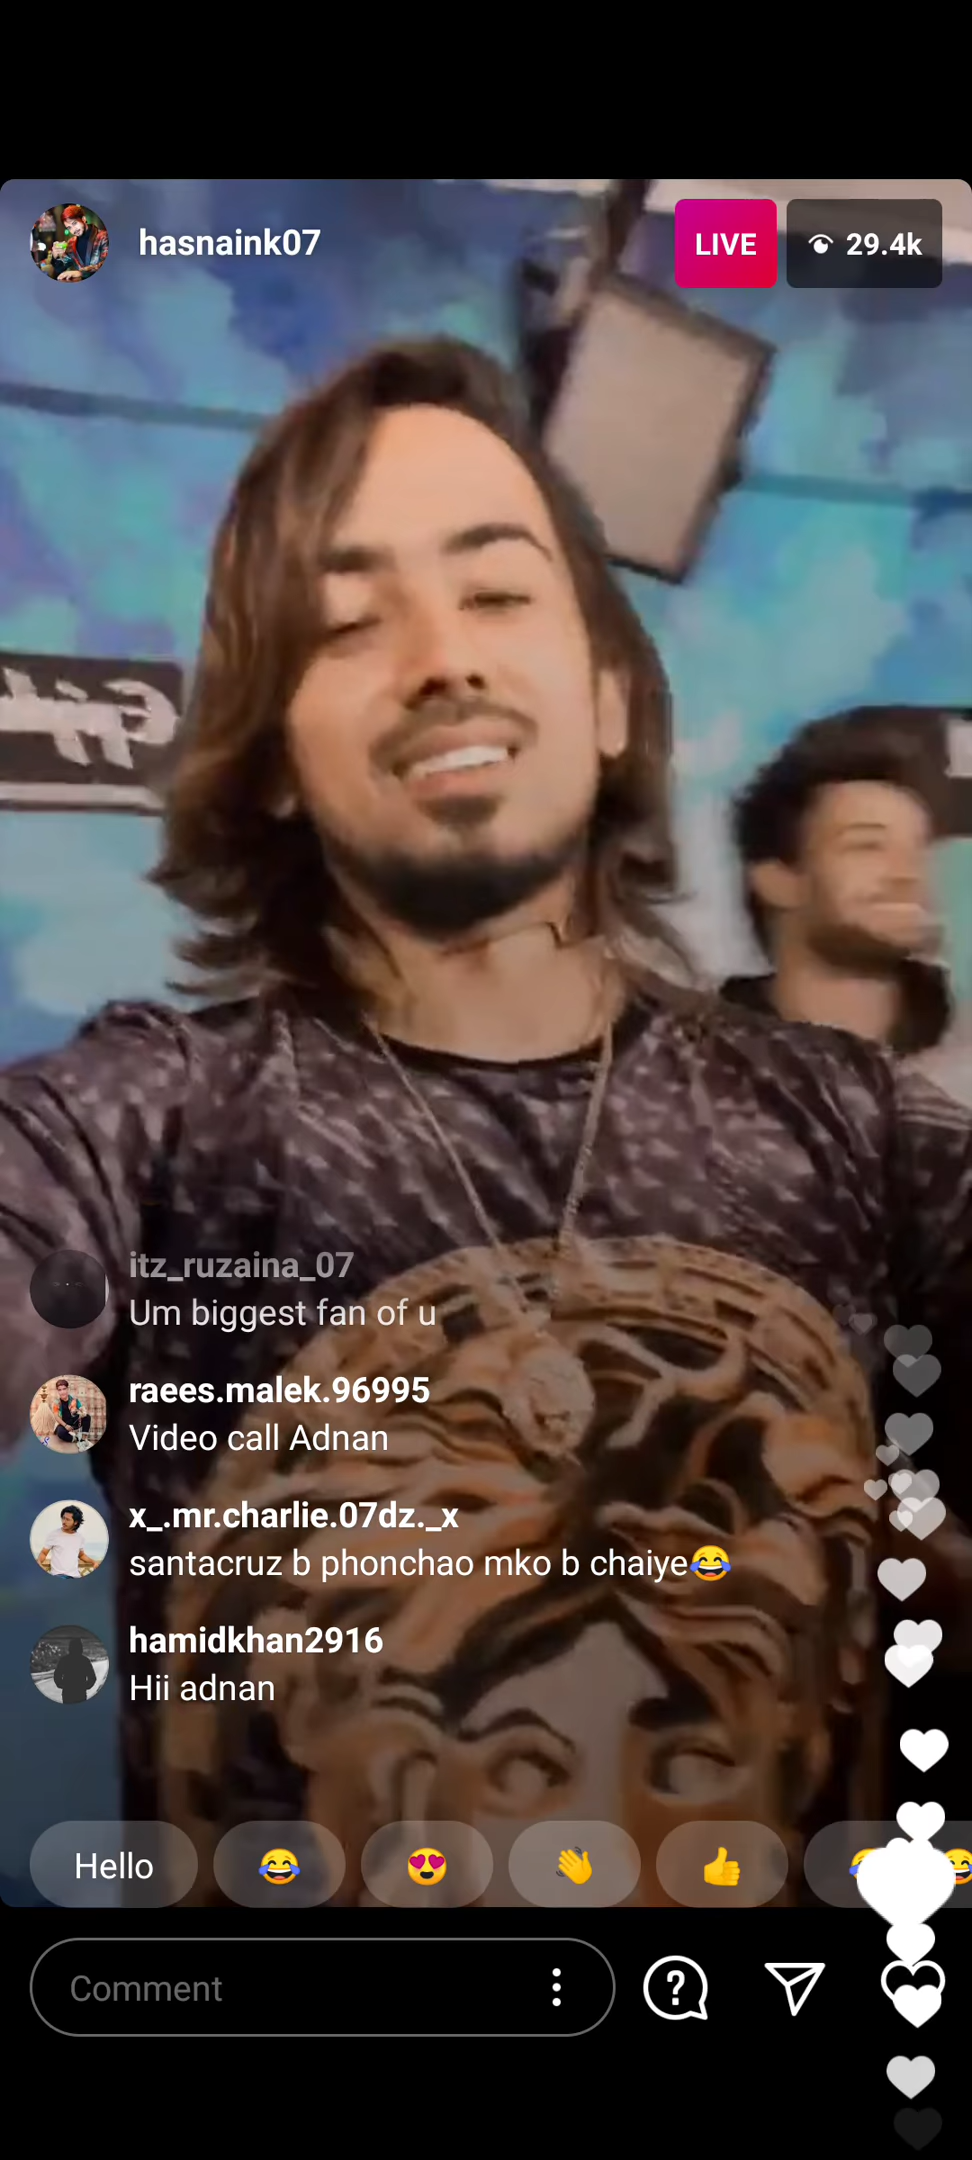 hasnaink07
LIVE
29.4k
itz_ruzaina_07
Um biggest fan of u
raees.malek.96995
Video call Adnan
x_.mr.charlie.07dz._x
santacruz b phonchao mko b chaiye😂
hamidkhan2916
Hii adnan
Hello 😂 😍 👋 👍 😂 😂
Comment